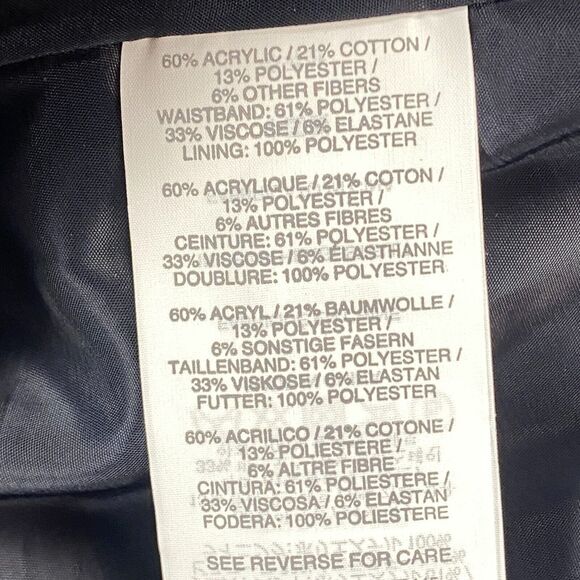 60% ACRYLIC / 21% COTTON /
13% POLYESTER /
6% OTHER FIBERS
WAISTBAND: 61% POLYESTER /
33% VISCOSE / 6% ELASTANE
LINING: 100% POLYESTER
60% ACRYLIQUE / 21% COTON /
13% POLYESTER /
6% AUTRES FIBRES
CEINTURE: 61% POLYESTER /
33% VISCOSE / 6% ÉLASTHANNE
DOUBLURE: 100% POLYESTER
60% ACRYL / 21% BAUMWOLLE /
13% POLYESTER /
6% SONSTIGE FASERN
TAILLENBAND: 61% POLYESTER /
33% VISKOSE / 6% ELASTAN
FUTTER: 100% POLYESTER
60% ACRILICO / 21% COTONE /
13% POLIESTERE /
6% ALTRE FIBRE
CINTURA: 61% POLIESTERE /
33% VISCOSA / 6% ELASTAN
FODERA: 100% POLIESTERE
SEE REVERSE FOR CARE